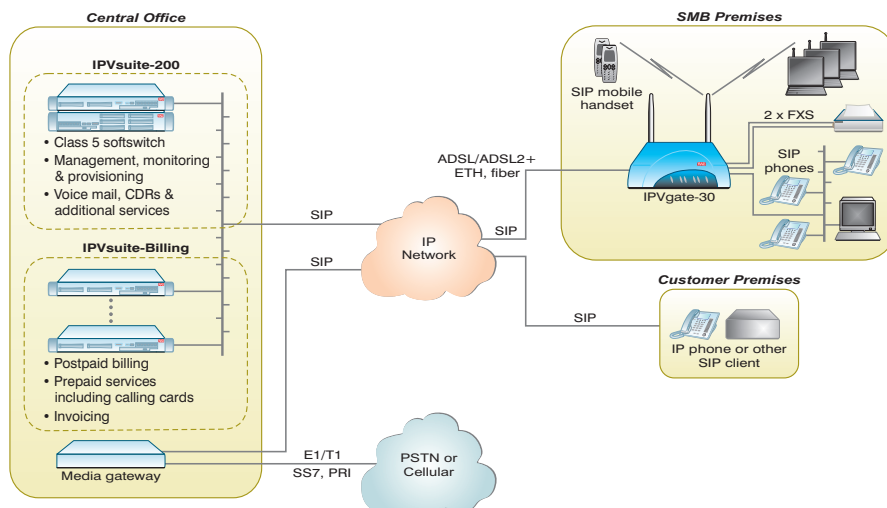 Central Office
IPVsuite-200
• Class 5 softswitch
• Management, monitoring
& provisioning
• Voice mail, CDRs &
additional services
IPVsuite-Billing
• Postpaid billing
• Prepaid services
including calling cards
• Invoicing
Media gateway
SIP
SIP
E1/T1
SS7, PRI
IP
Network
PSTN or
Cellular
ADSL/ADSL2+
ETH, fiber
SIP
SIP
SMB Premises
SIP mobile
handset
2 x FXS
SIP
phones
IPVgate-30
Customer Premises
IP phone or other
SIP client